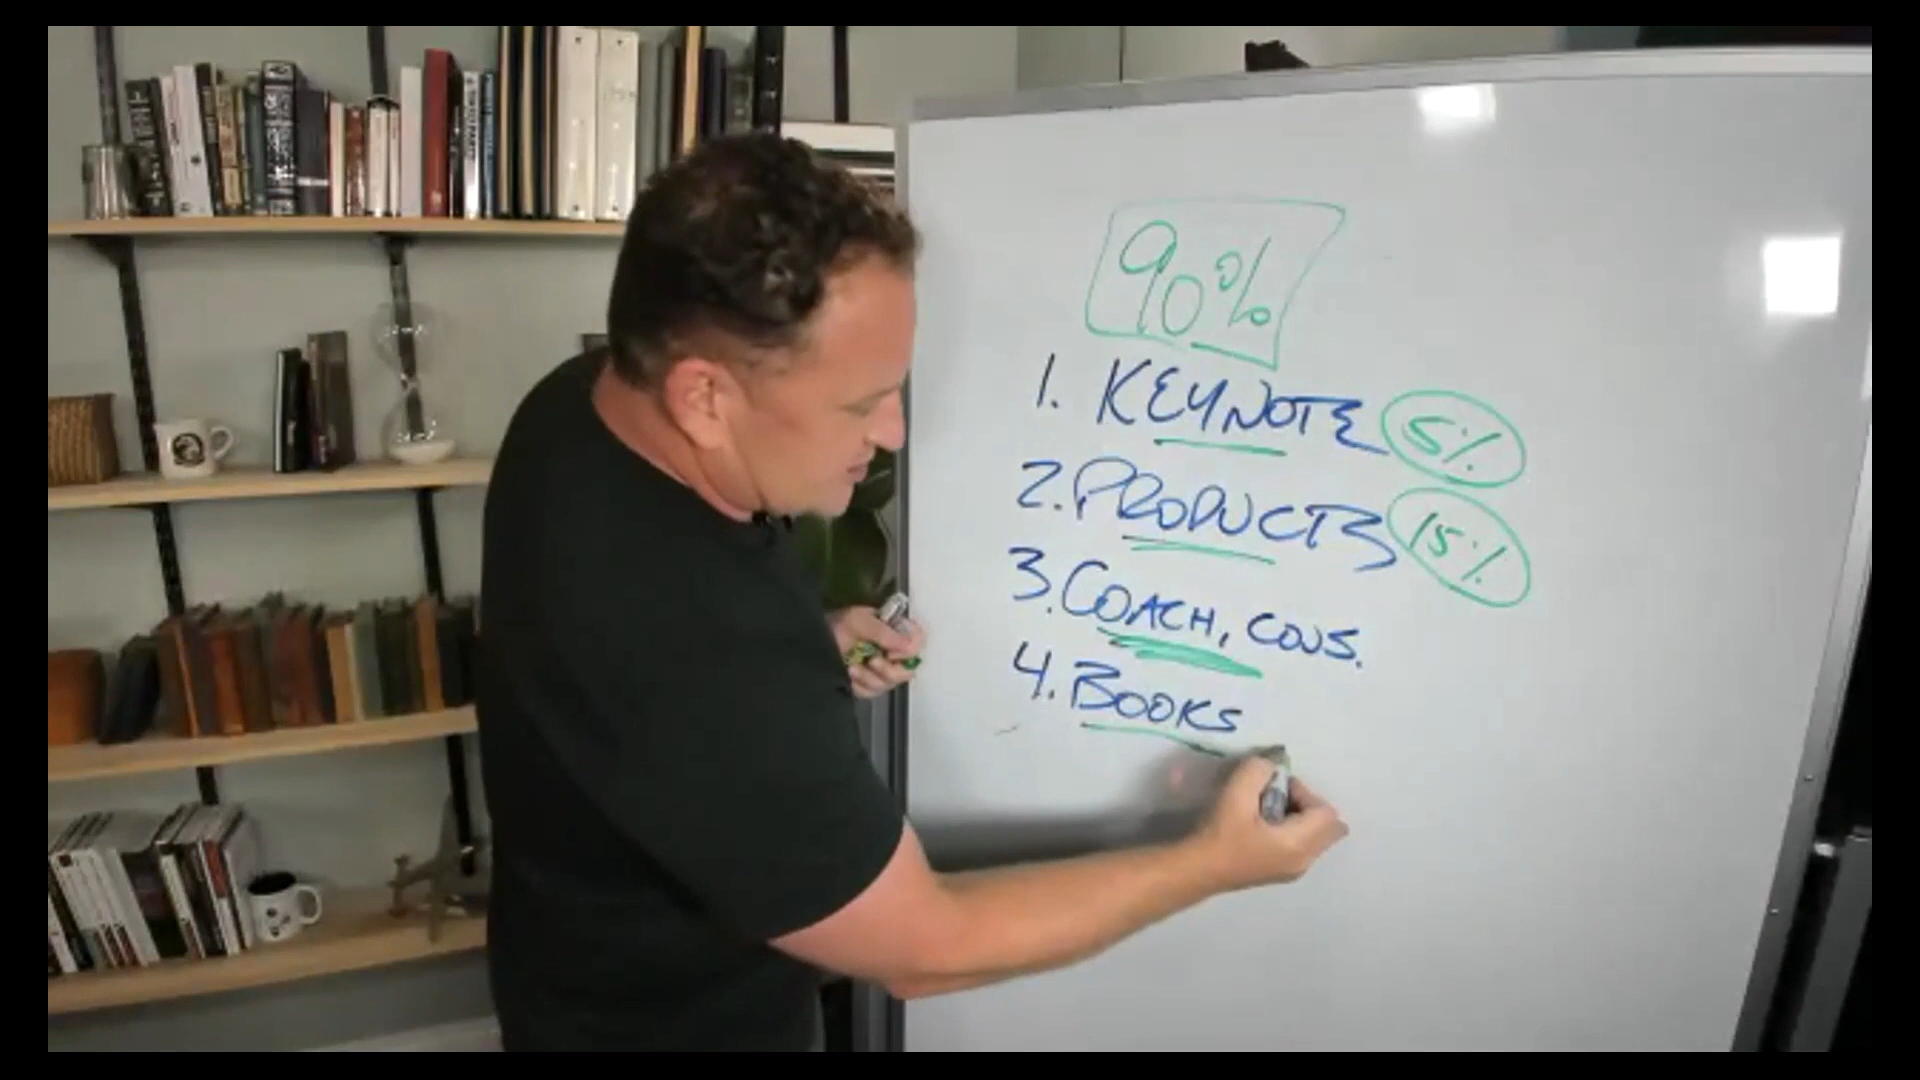 90%
1. KEYNOTE 5%
2. PRODUCTS 15%
3. COACH, CONS.
4. BOOKS